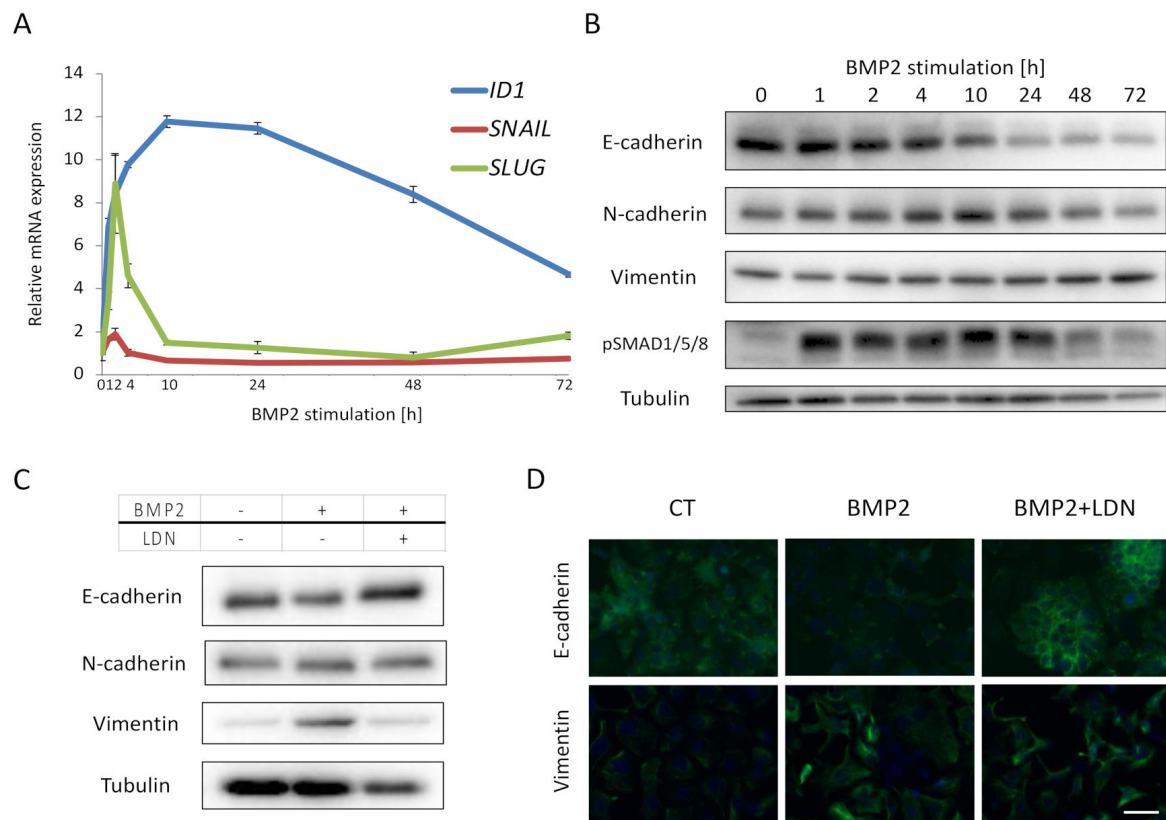 A
14
12
10
8
6
4
2
0
Relative mRNA expression
ID1
SNAIL
SLUG
0 1 2 4 10 24 48 72
BMP2 stimulation [h]
B
BMP2 stimulation [h]
0 1 2 4 10 24 48 72
E-cadherin
N-cadherin
Vimentin
pSMAD1/5/8
Tubulin
C
BMP2 - + +
LDN - - +
E-cadherin
N-cadherin
Vimentin
Tubulin
D
CT BMP2 BMP2+LDN
E-cadherin
Vimentin